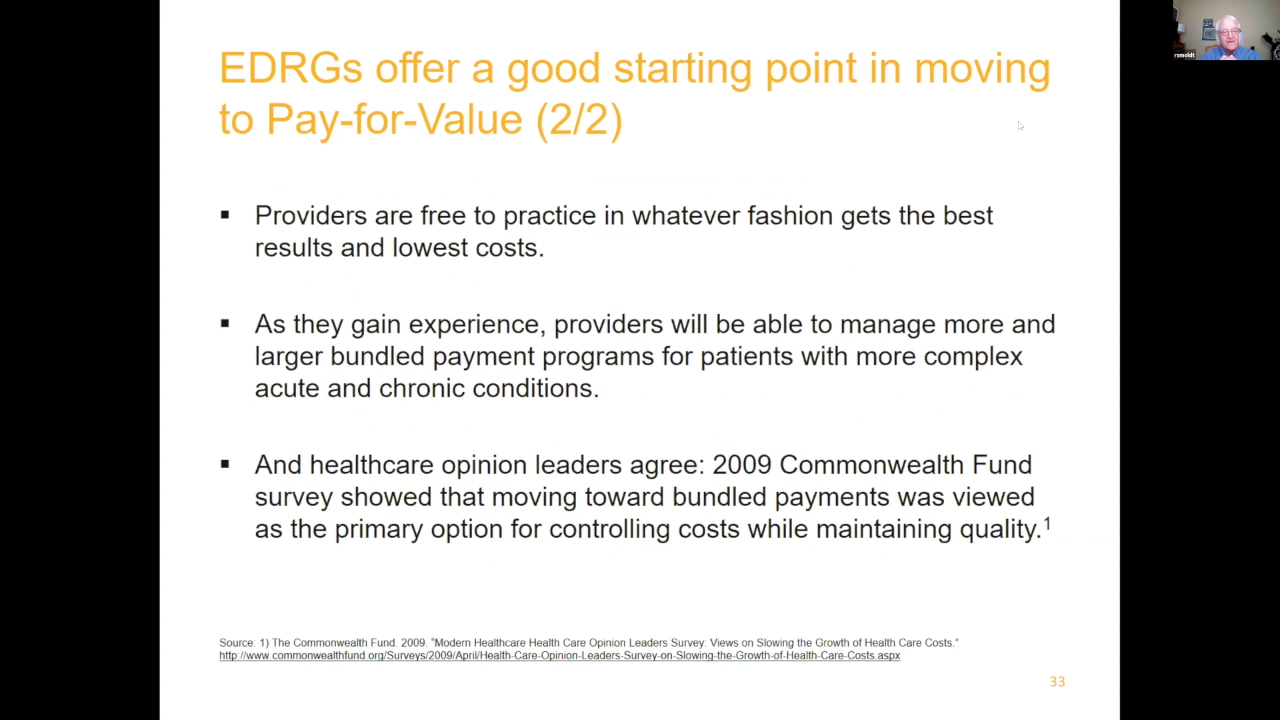 EDRGs offer a good starting point in moving
to Pay-for-Value (2/2)
▪ Providers are free to practice in whatever fashion gets the best
results and lowest costs.
▪ As they gain experience, providers will be able to manage more and
larger bundled payment programs for patients with more complex
acute and chronic conditions.
▪ And healthcare opinion leaders agree: 2009 Commonwealth Fund
survey showed that moving toward bundled payments was viewed
as the primary option for controlling costs while maintaining quality.1
Source: 1) The Commonwealth Fund. 2009. "Modern Healthcare Health Care Opinion Leaders Survey: Views on Slowing the Growth of Health Care Costs."
http://www.commonwealthfund.org/Surveys/2009/April/Health-Care-Opinion-Leaders-Survey-on-Slowing-the-Growth-of-Health-Care-Costs.aspx
33
rsmoldt